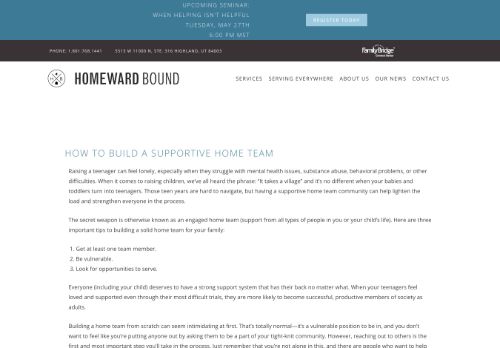 UPCOMING SEMINAR:
WHEN HELPING ISN'T HELPFUL
TUESDAY, MAY 27TH
6:00 PM MST
REGISTER TODAY
PHONE: 1.801.768.1441
5513 W 11000 N, STE. 316 HIGHLAND, UT 84003
FamilyBridge
HOMEWARD BOUND
SERVICES
SERVING EVERYWHERE
ABOUT US
OUR NEWS
CONTACT US
HOW TO BUILD A SUPPORTIVE HOME TEAM
Raising a teenager can feel lonely, especially when they struggle with mental health issues, substance abuse, behavioral problems, or other
difficulties. When it comes to raising children, we've all heard the phrase: "It takes a village" and it's no different when your babies and
toddlers turn into teenagers. Those teen years are hard to navigate, but having a supportive home team community can help lighten the
load and strengthen everyone in the process.
The secret weapon is otherwise known as an engaged home team (support from all types of people in you or your child's life). Here are three
important tips to building a solid home team for your family:
1. Get at least one team member.
2. Be vulnerable.
3. Look for opportunities to serve.
Everyone (including your child) deserves to have a strong support system that has their back no matter what. When your teenagers feel
loved and supported even through their most difficult trials, they are more likely to become successful, productive members of society as
adults.
Building a home team from scratch can seem intimidating at first. That's totally normal—it's a vulnerable position to be in, and you don't
want to feel like you're putting anyone out by asking them to be a part of your tight-knit community. However, reaching out to others is the
first and most important step you'll take in the process. Just remember that you're not alone in this, and there are people who want to help